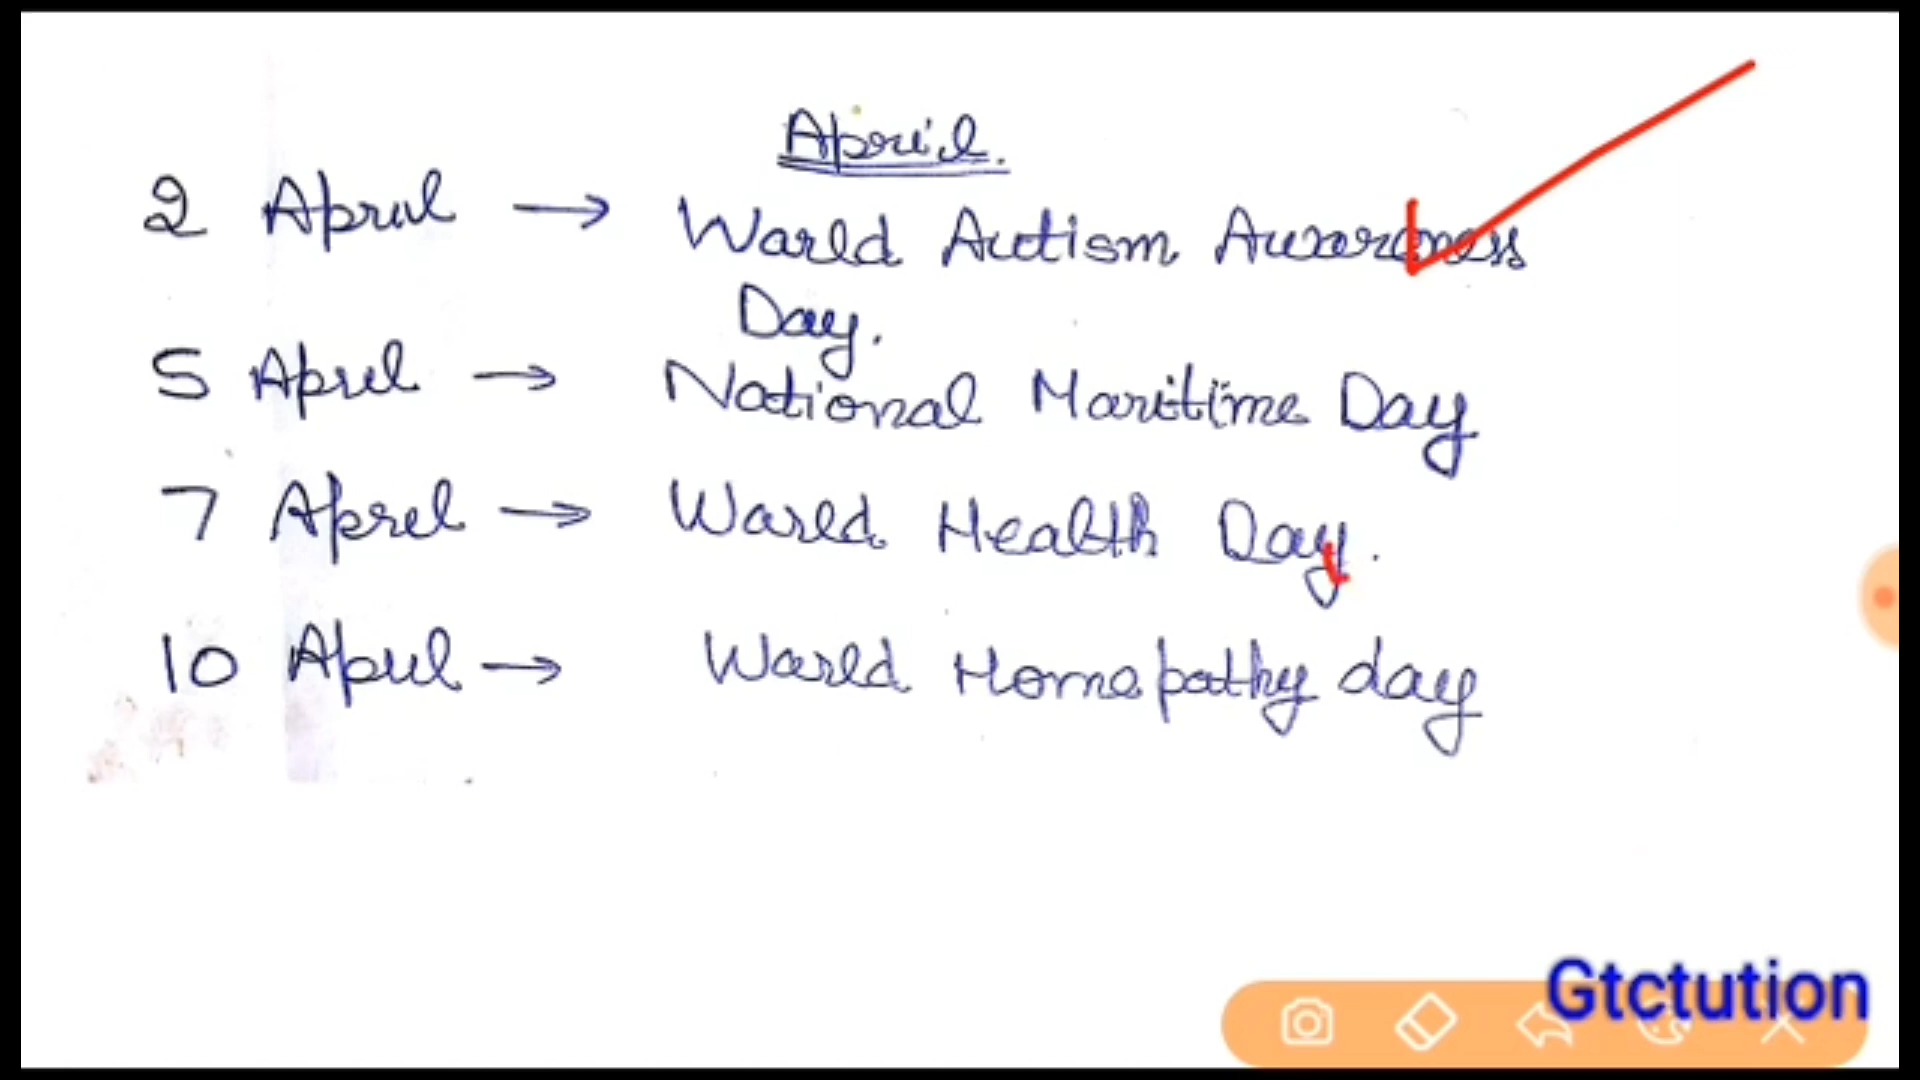 April.
2 April → World Autism Awareness
Day.
5 April → National Maritime Day
7 April → World Health Day.
10 April → World Homepathy day
Gtctution